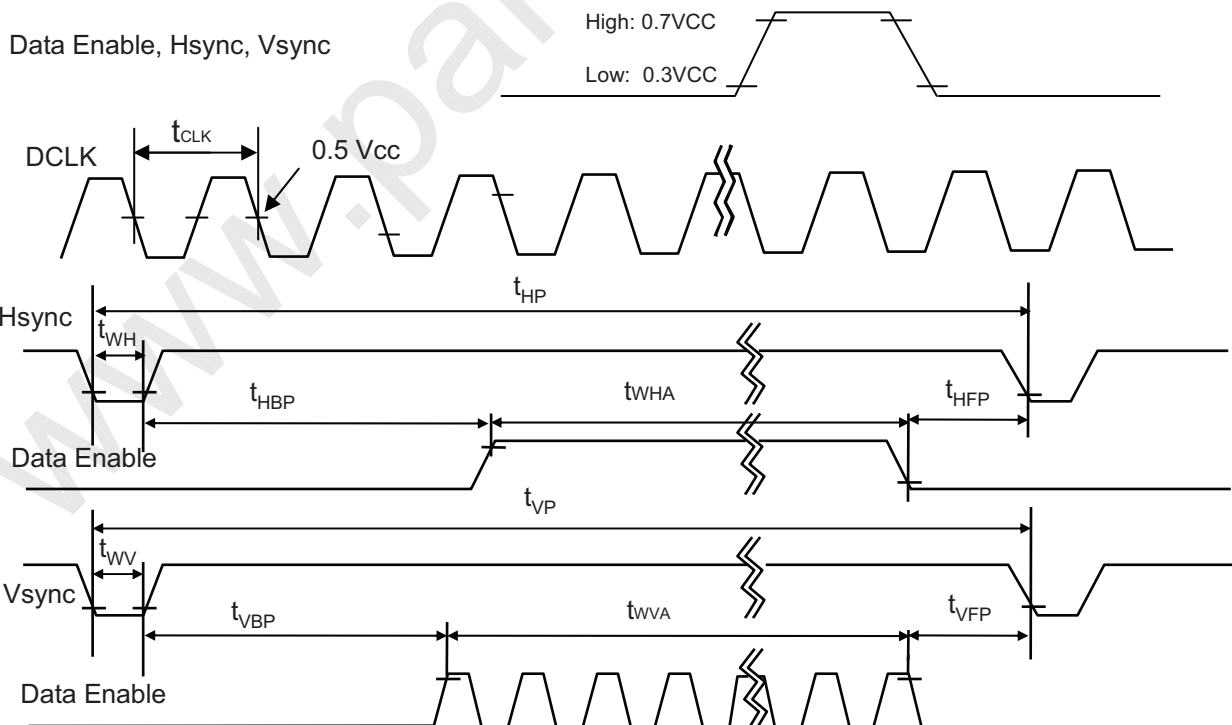 High: 0.7VCC
Data Enable, Hsync, Vsync
Low: 0.3VCC
tCLK
DCLK
0.5 Vcc
tHP
Hsync
tWH
tHBP
tWHA
tHFP
Data Enable
tVP
tWV
Vsync
tVBP
tWVA
tVFP
Data Enable